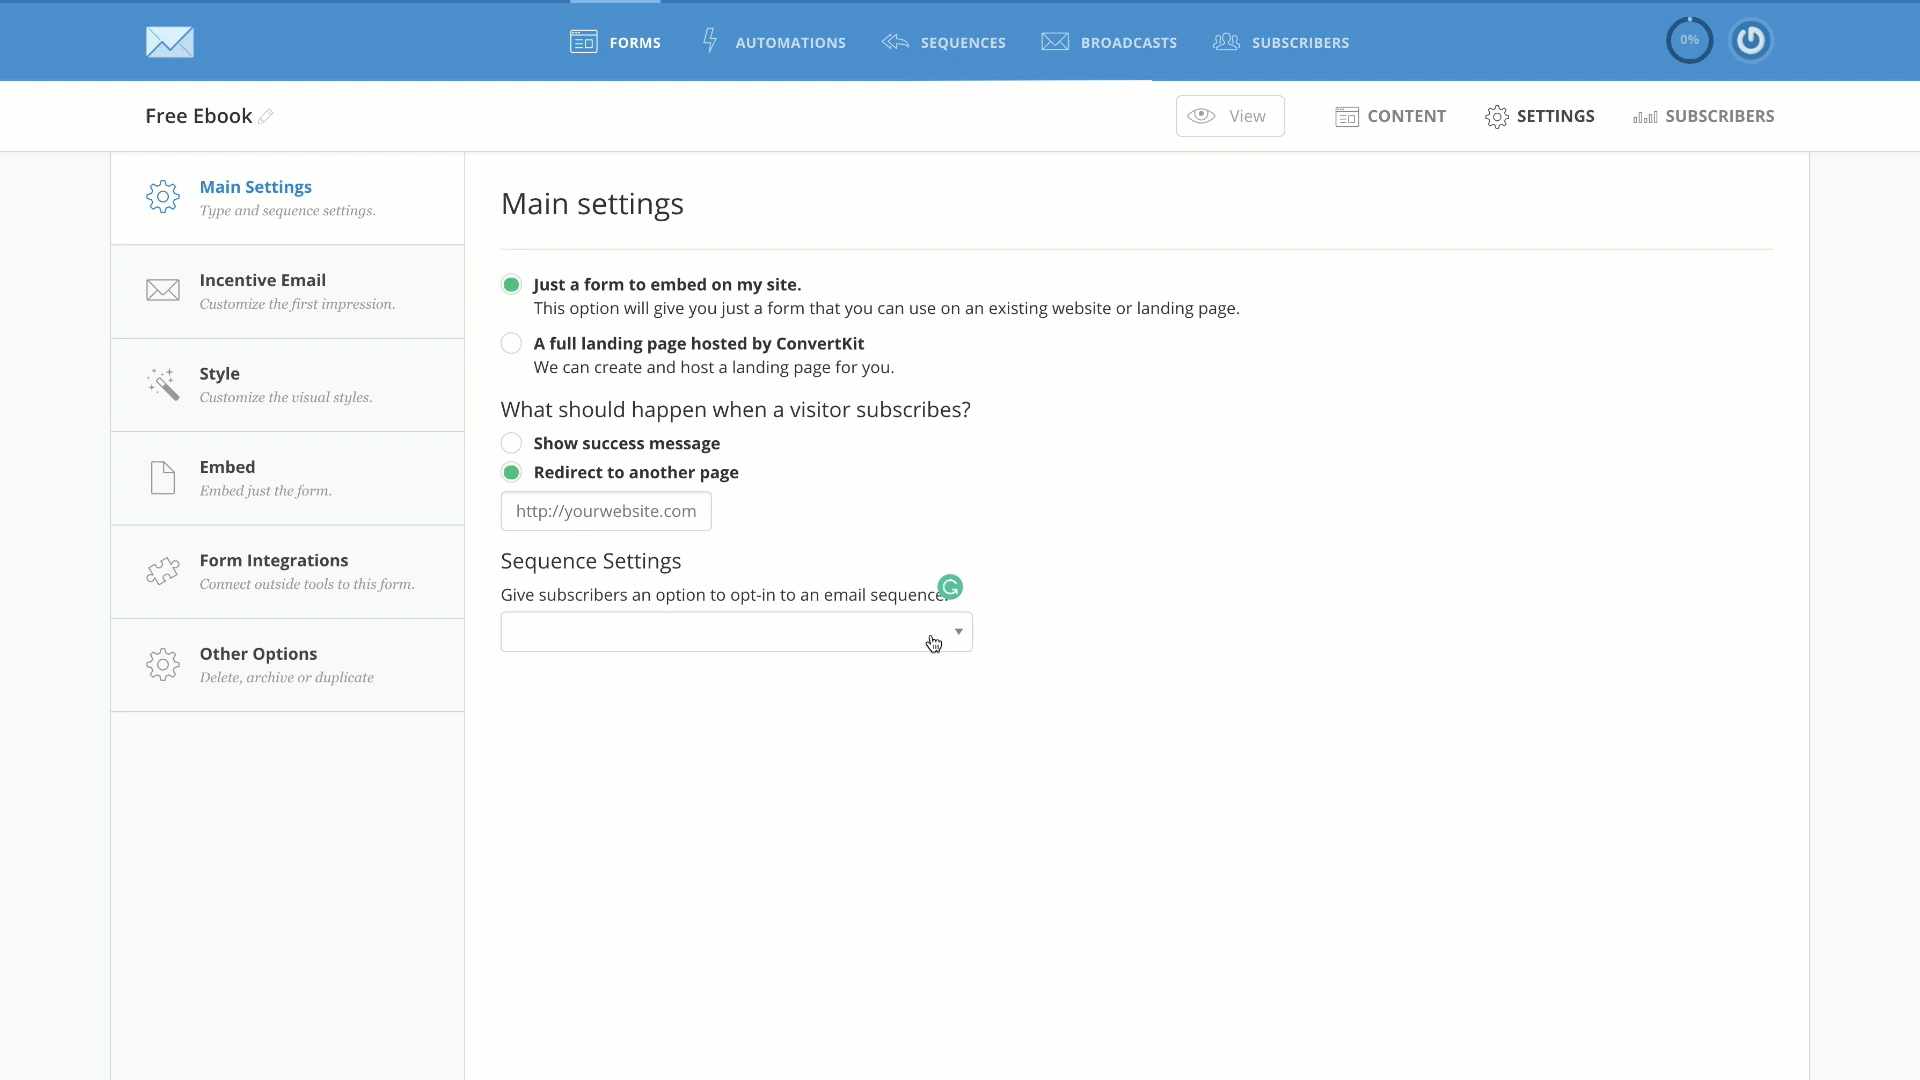 FORMS
AUTOMATIONS
SEQUENCES
BROADCASTS
SUBSCRIBERS
0%
Free Ebook
View
CONTENT
SETTINGS
SUBSCRIBERS
Main Settings
Type and sequence settings.
Incentive Email
Customize the first impression.
Style
Customize the visual styles.
Embed
Embed just the form.
Form Integrations
Connect outside tools to this form.
Other Options
Delete, archive or duplicate
Main settings
Just a form to embed on my site.
This option will give you just a form that you can use on an existing website or landing page.
A full landing page hosted by ConvertKit
We can create and host a landing page for you.
What should happen when a visitor subscribes?
Show success message
Redirect to another page
http://yourwebsite.com
Sequence Settings
Give subscribers an option to opt-in to an email sequence.